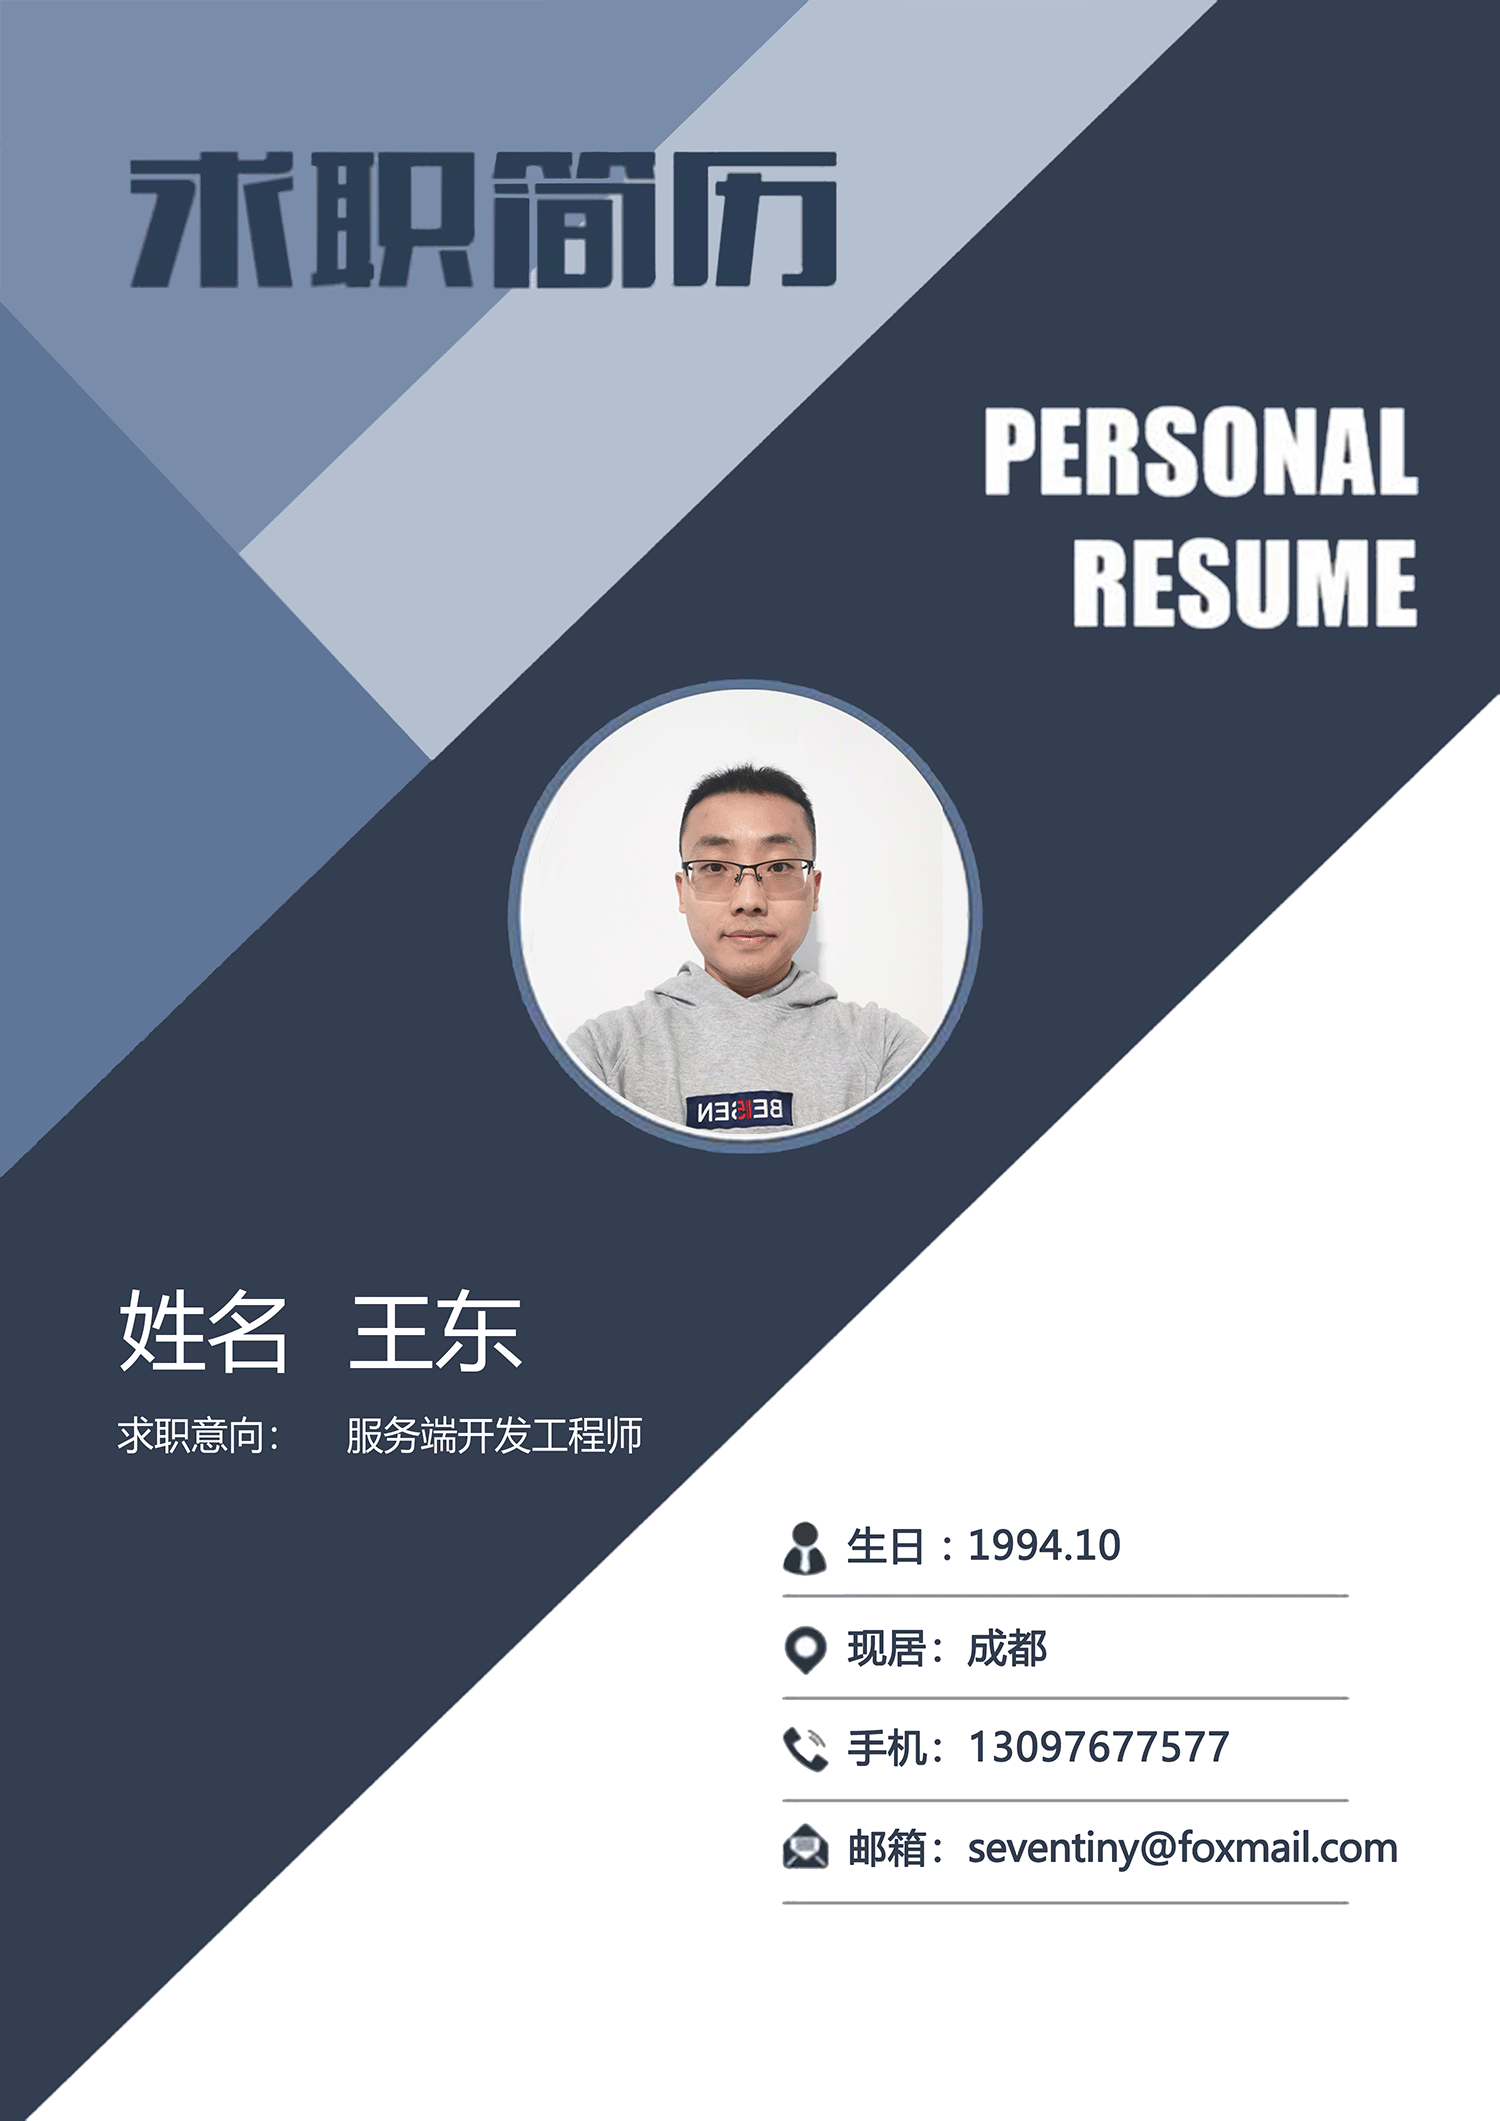 求职简历
PERSONAL
RESUME
BEISEN
姓名 王东
求职意向： 服务端开发工程师
生日：1994.10
现居：成都
手机：13097677577
邮箱：seventiny@foxmail.com